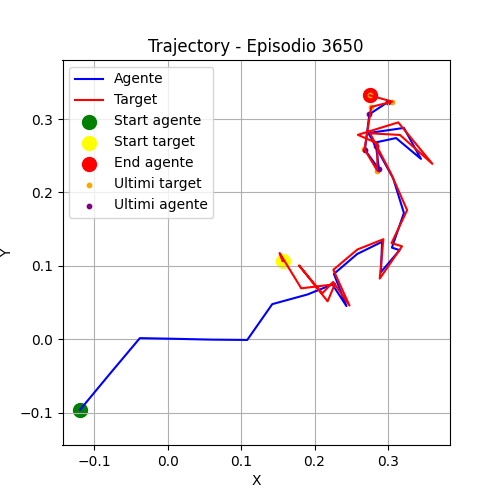 Trajectory - Episodio 3650
Agente
Target
Start agente
Start target
End agente
Ultimi target
Ultimi agente
Y
0.3
0.2
0.1
0.0
−0.1
−0.1
0.0
0.1
0.2
0.3
X